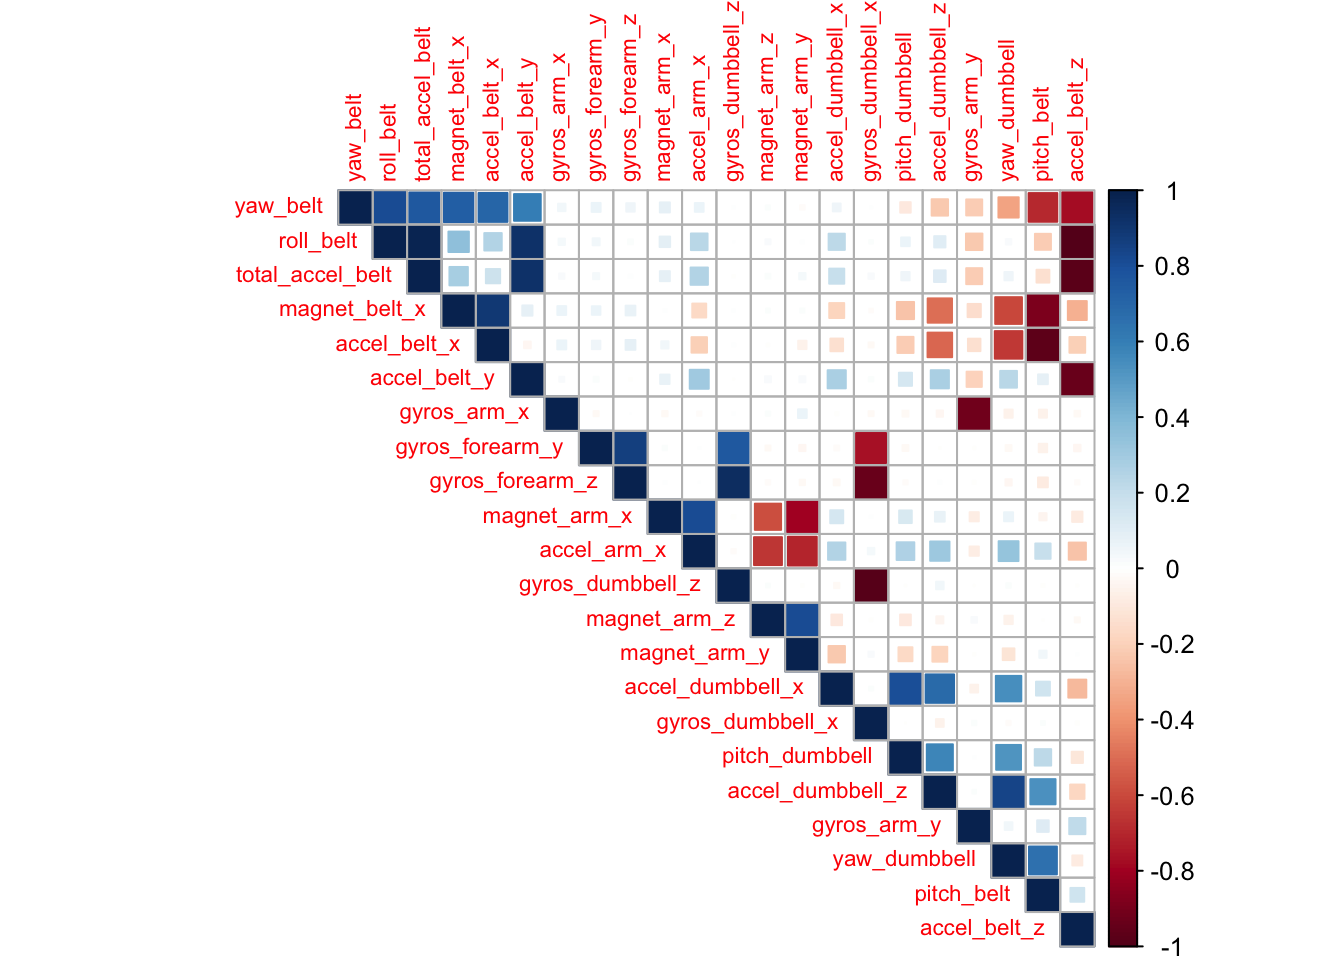 yaw_belt
roll_belt
total_accel_belt
magnet_belt_x
accel_belt_x
accel_belt_y
gyros_arm_x
gyros_forearm_y
gyros_forearm_z
magnet_arm_x
accel_arm_x
gyros_dumbbell_z
magnet_arm_z
magnet_arm_y
accel_dumbbell_x
gyros_dumbbell_x
pitch_dumbbell
accel_dumbbell_z
gyros_arm_y
yaw_dumbbell
pitch_belt
accel_belt_z
yaw_belt
roll_belt
total_accel_belt
magnet_belt_x
accel_belt_x
accel_belt_y
gyros_arm_x
gyros_forearm_y
gyros_forearm_z
magnet_arm_x
accel_arm_x
gyros_dumbbell_z
magnet_arm_z
magnet_arm_y
accel_dumbbell_x
gyros_dumbbell_x
pitch_dumbbell
accel_dumbbell_z
gyros_arm_y
yaw_dumbbell
pitch_belt
accel_belt_z
1
0.8
0.6
0.4
0.2
0
-0.2
-0.4
-0.6
-0.8
-1